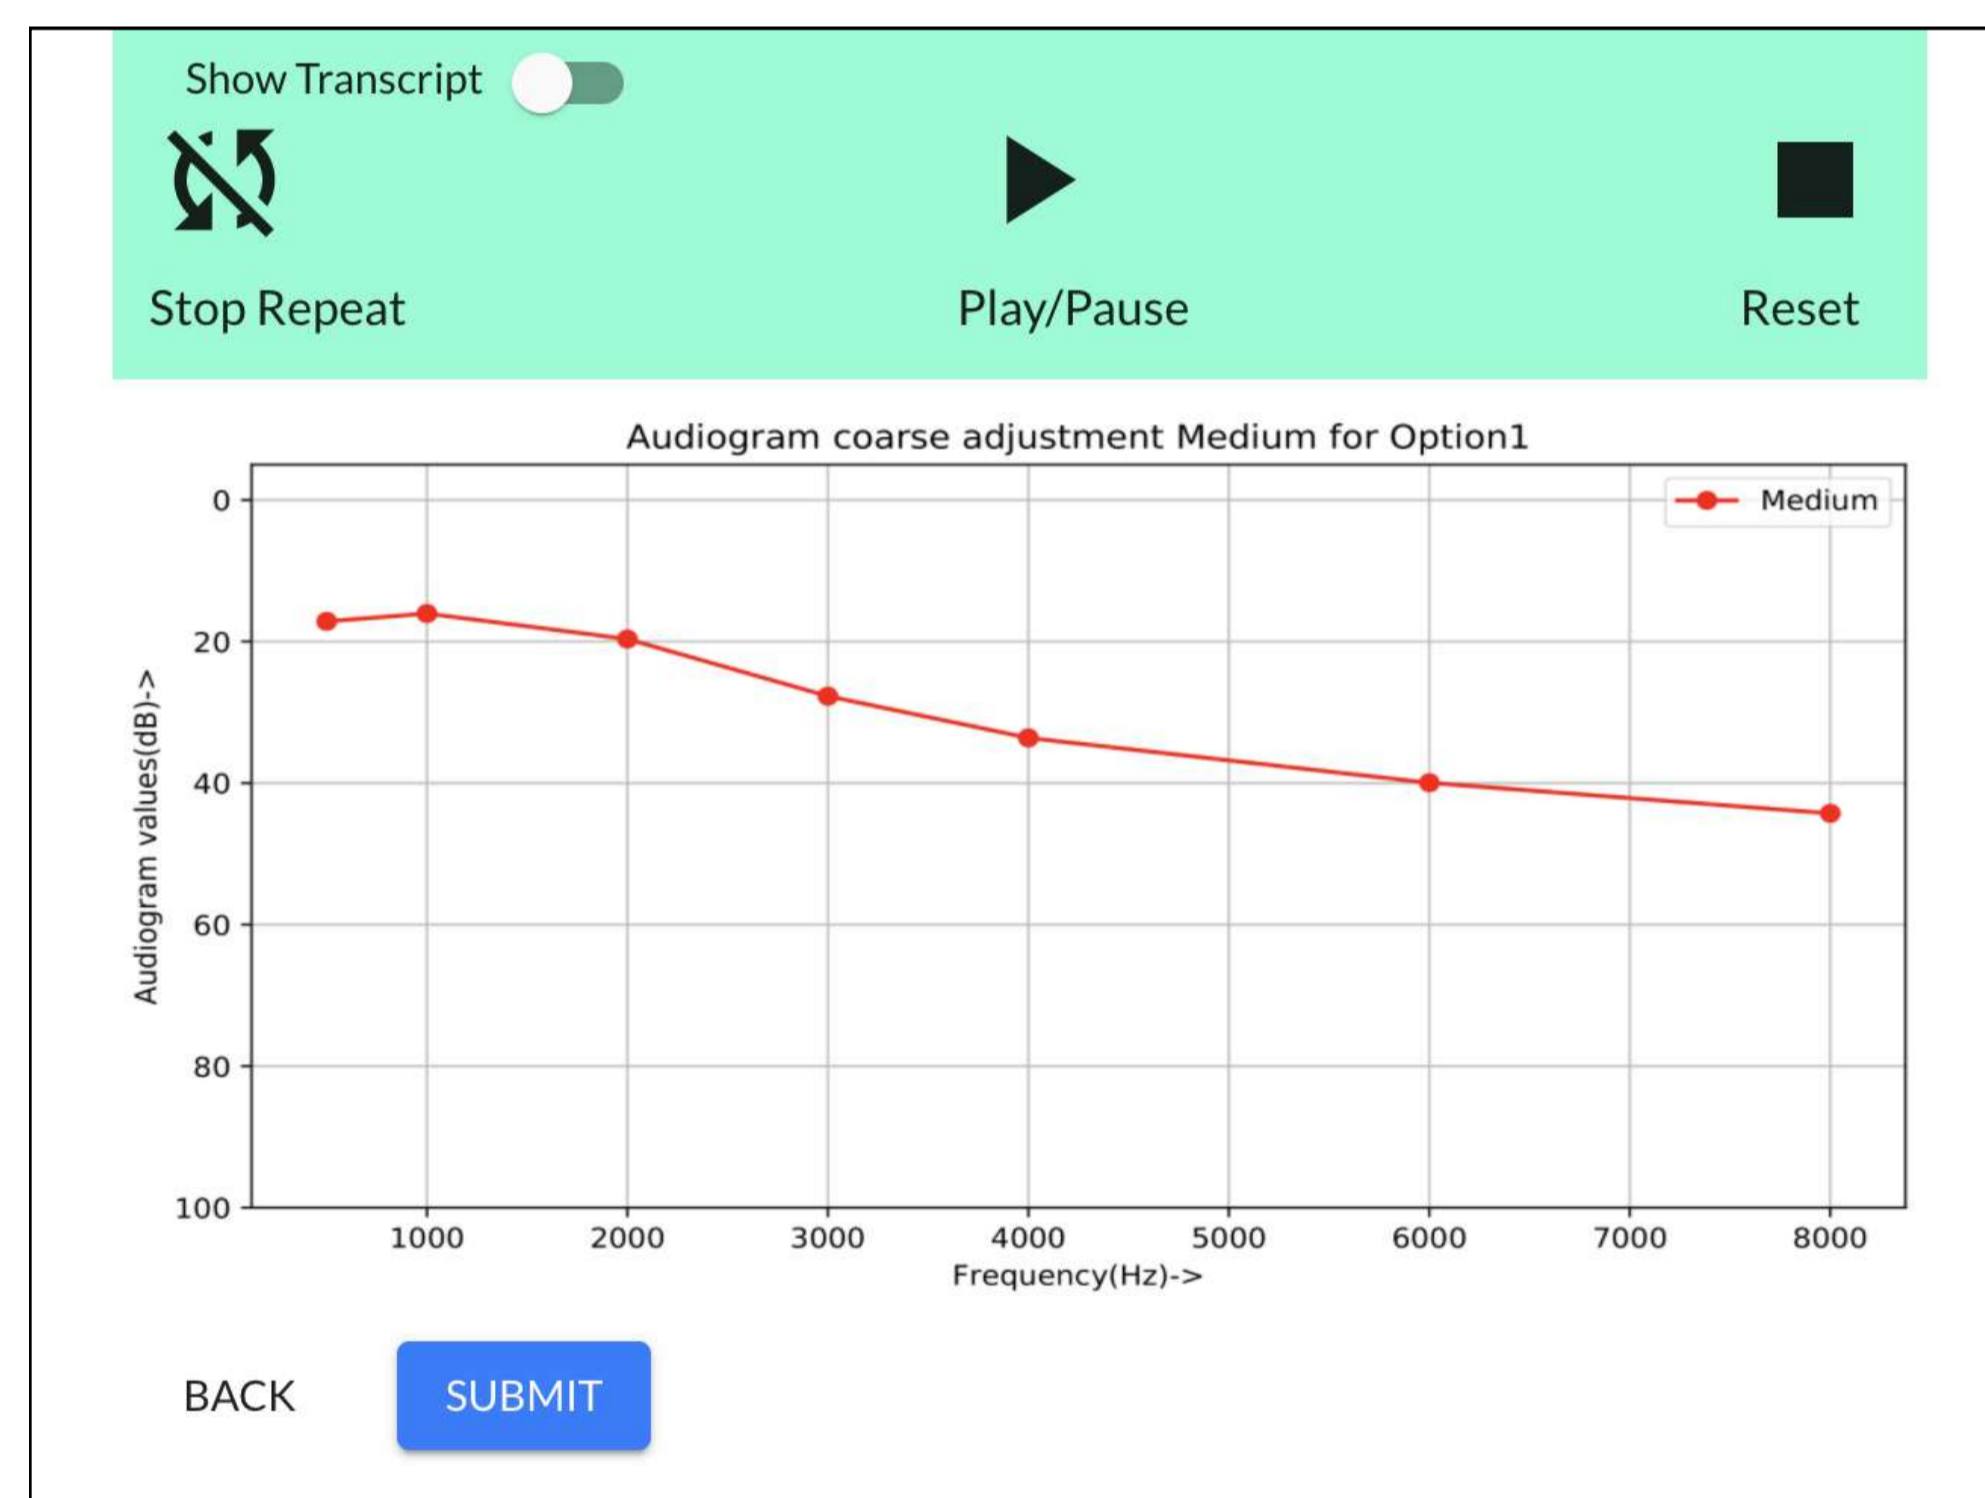 Show Transcript
Stop Repeat
Play/Pause
Reset
Audiogram coarse adjustment Medium for Option1
Medium
Audiogram values(dB)->
0
20
40
60
80
100
1000 2000 3000 4000 5000 6000 7000 8000
Frequency(Hz)->
BACK
SUBMIT